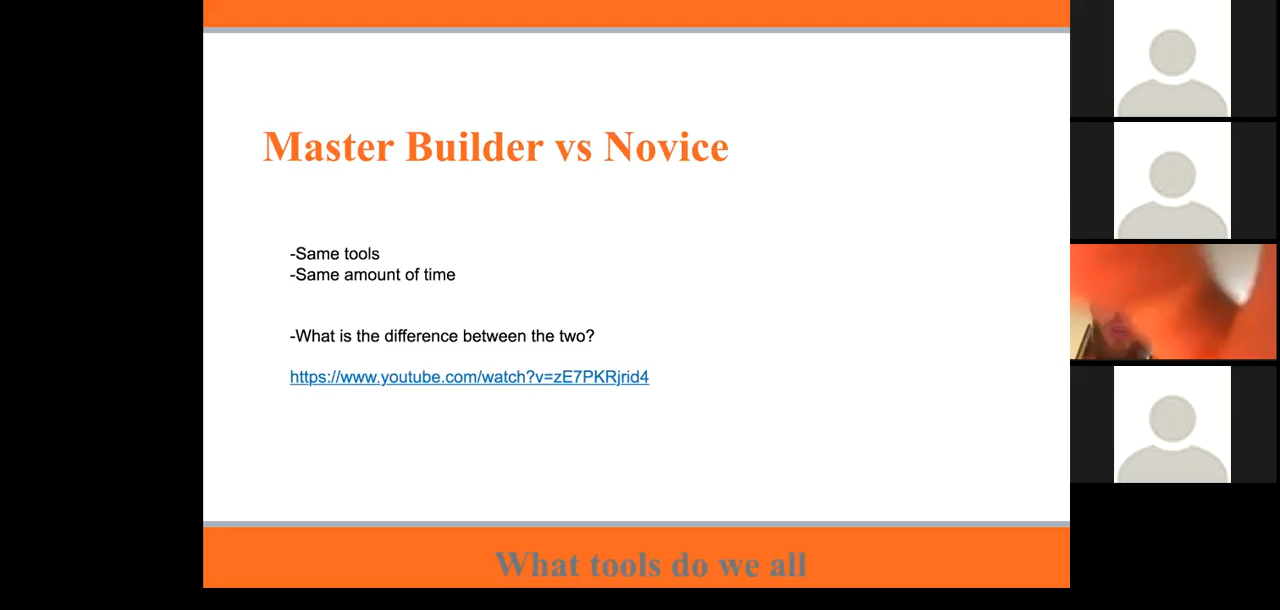 Master Builder vs Novice
-Same tools
-Same amount of time
-What is the difference between the two?
https://www.youtube.com/watch?v=zE7PKRjrid4
What tools do we all